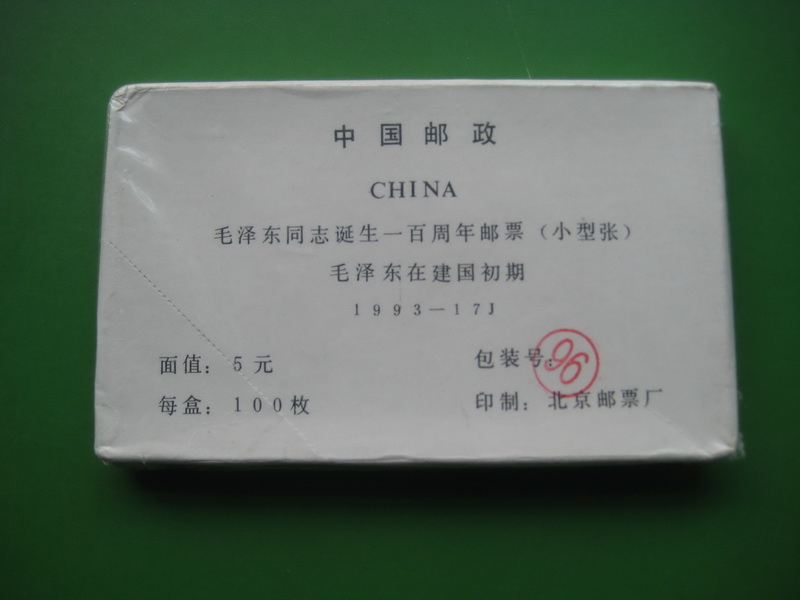 中国邮政
CHINA
毛泽东同志诞生一百周年邮票（小型张）
毛泽东在建国初期
1993—17J
面值：5元 包装号：96
每盒：100枚 印制：北京邮票厂